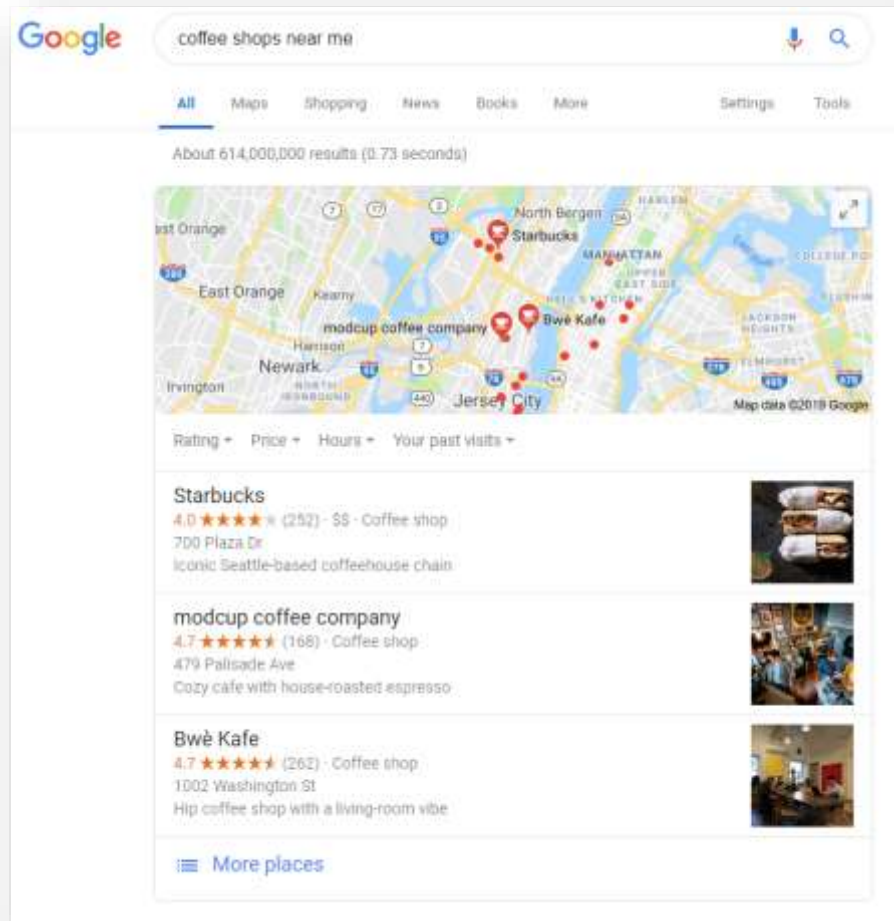 Google
coffee shops near me
All Maps Shopping News Books More Settings Tools
About 614,000,000 results (0.73 seconds)
North Bergen
HARLEM
East Orange
Starbucks
MANHATTAN
UPPER
EAST SIDE
East Orange
Kearny
HELL'S KITCHEN
modcup coffee company
Bwè Kafe
JACKSON
HEIGHTS
Harrison
Newark
ELMHURST
Irvington
NORTH
IRONBOUND
Jersey City
Map data ©2019 Google
Rating Price Hours Your past visits
Starbucks
4.0 (252) · $$ · Coffee shop
700 Plaza Dr
Iconic Seattle-based coffeehouse chain
modcup coffee company
4.7 (168) · Coffee shop
479 Palisade Ave
Cozy cafe with house-roasted espresso
Bwè Kafe
4.7 (262) · Coffee shop
1002 Washington St
Hip coffee shop with a living-room vibe
More places